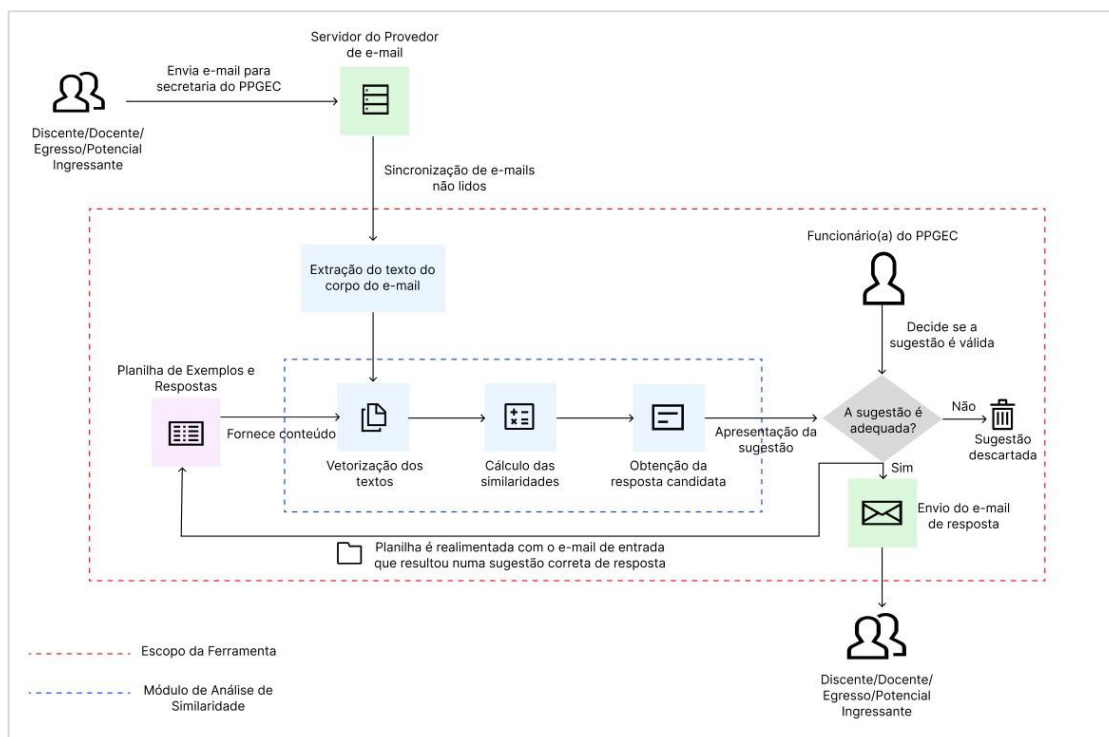 Servidor do Provedor
de e-mail
Envia e-mail para
secretaria do PPGEC
Discente/Docente/
Egresso/Potencial
Ingressante
Sincronização de e-mails
não lidos
Funcionário(a) do PPGEC
Extração do texto do
corpo do e-mail
Decide se a
sugestão é válida
Planilha de Exemplos e
Respostas
A sugestão é
adequada?
Não
Fornece conteúdo
Apresentação da
sugestão
Sugestão
descartada
Vetorização dos
textos
Cálculo das
similaridades
Obtenção da
resposta candidata
Sim
Envio do e-mail
de resposta
Planilha é realimentada com o e-mail de entrada
que resultou numa sugestão correta de resposta
Escopo da Ferramenta
Módulo de Análise de
Similaridade
Discente/Docente/
Egresso/Potencial
Ingressante